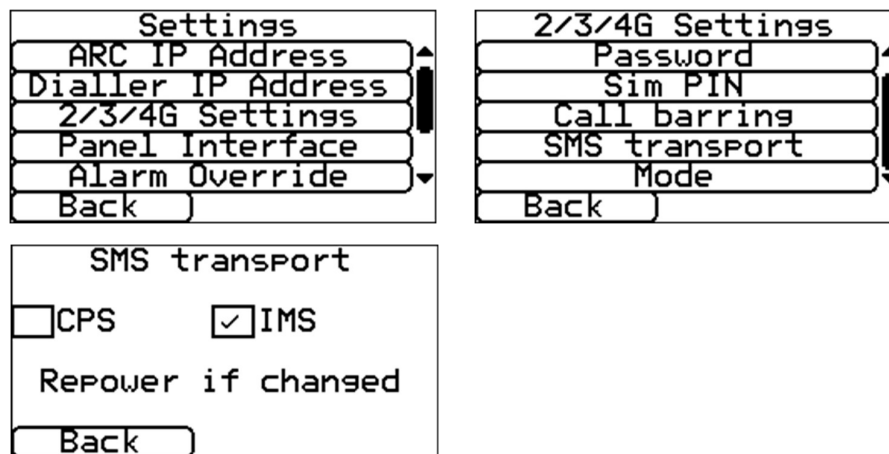 Settings
ARC IP Address
Dialler IP Address
2/3/4G Settings
Panel Interface
Alarm Override
Back
2/3/4G Settings
Password
Sim PIN
Call barring
SMS transport
Mode
Back
SMS transport
CPS IMS
Repower if changed
Back